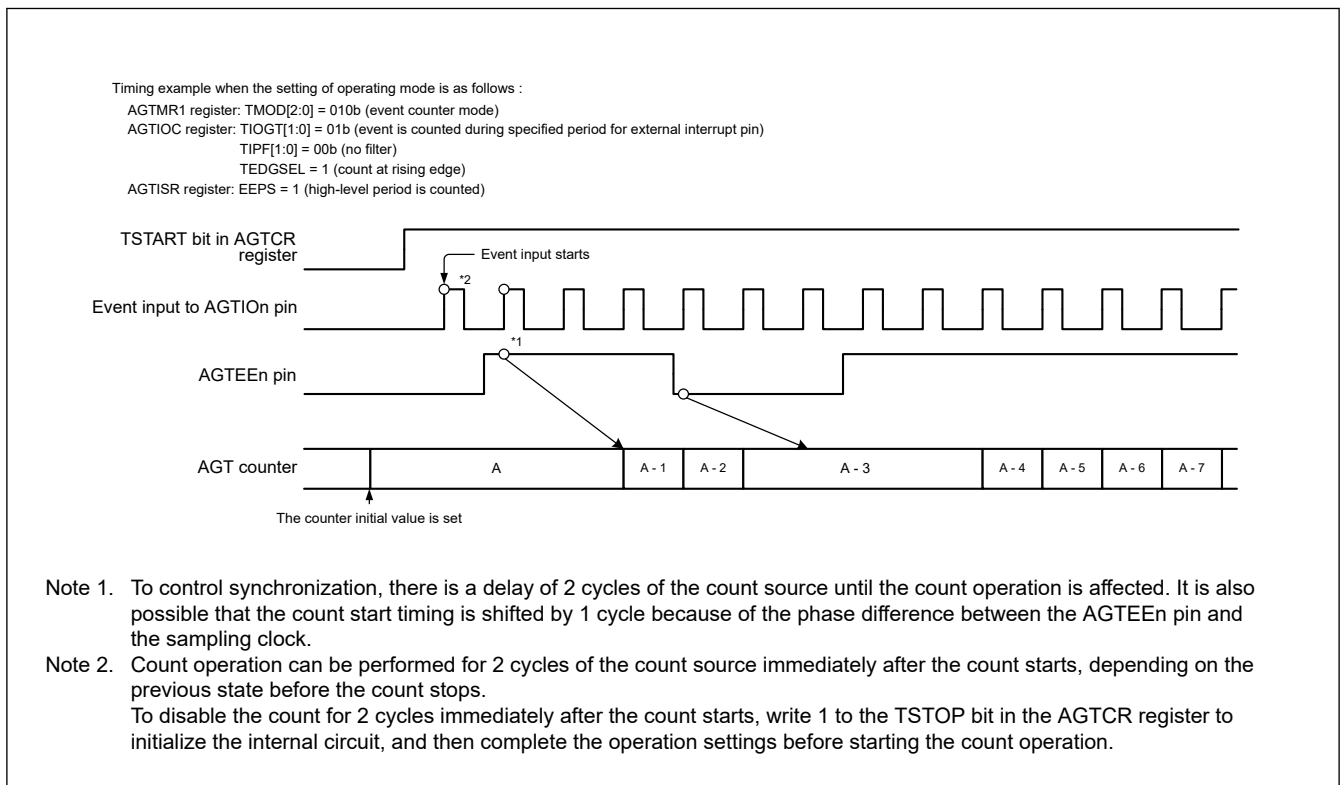 Timing example when the setting of operating mode is as follows :
AGTMR1 register: TMOD[2:0] = 010b (event counter mode)
AGTIOC register: TIOGT[1:0] = 01b (event is counted during specified period for external interrupt pin)
TIPF[1:0] = 00b (no filter)
TEDGSEL = 1 (count at rising edge)
AGTISR register: EEPS = 1 (high-level period is counted)
TSTART bit in AGTCR
register
Event input starts
*2
Event input to AGTIOn pin
*1
AGTEEn pin
AGT counter
A
A - 1
A - 2
A - 3
A - 4
A - 5
A - 6
A - 7
The counter initial value is set
Note 1. To control synchronization, there is a delay of 2 cycles of the count source until the count operation is affected. It is also
possible that the count start timing is shifted by 1 cycle because of the phase difference between the AGTEEn pin and
the sampling clock.
Note 2. Count operation can be performed for 2 cycles of the count source immediately after the count starts, depending on the
previous state before the count stops.
To disable the count for 2 cycles immediately after the count starts, write 1 to the TSTOP bit in the AGTCR register to
initialize the internal circuit, and then complete the operation settings before starting the count operation.